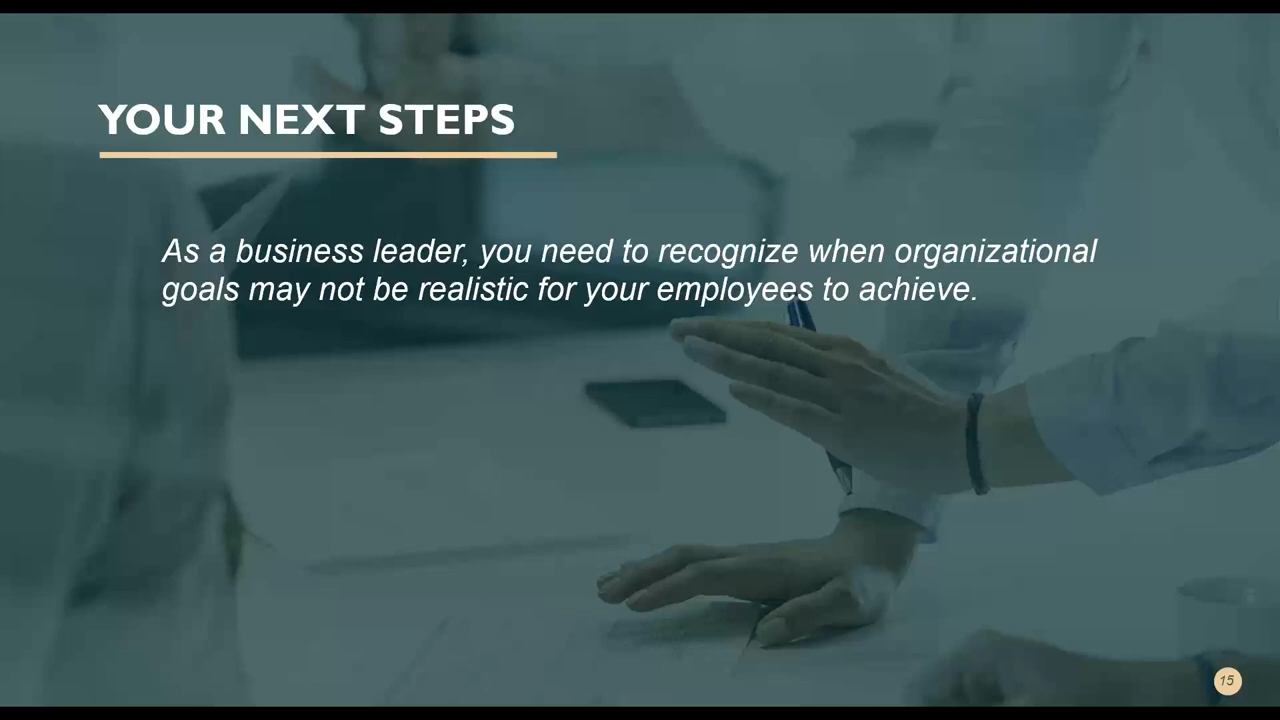 YOUR NEXT STEPS
As a business leader, you need to recognize when organizational
goals may not be realistic for your employees to achieve.
15